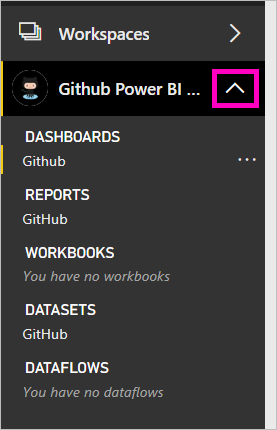 Workspaces
Github Power BI ...
DASHBOARDS
Github
REPORTS
GitHub
WORKBOOKS
You have no workbooks
DATASETS
GitHub
DATAFLOWS
You have no dataflows